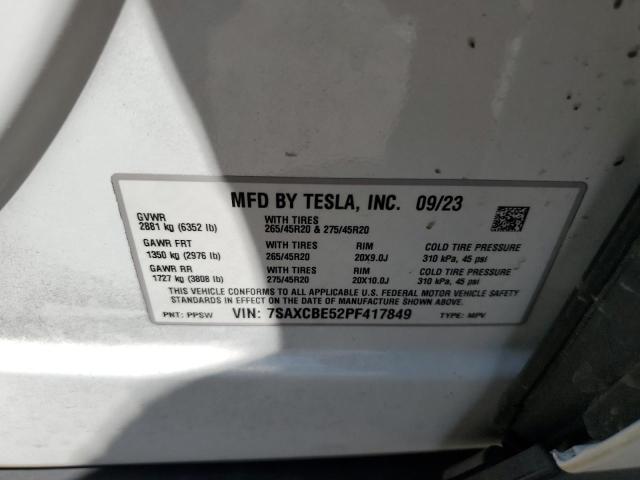 MFD BY TESLA, INC. 09/23
GVWR
2881 kg (6352 lb)
WITH TIRES
265/45R20 & 275/45R20
GAWR FRT
1350 kg (2976 lb)
WITH TIRES
265/45R20
RIM
20X9.0J
COLD TIRE PRESSURE
310 kPa, 45 psi
GAWR RR
1727 kg (3808 lb)
WITH TIRES
275/45R20
RIM
20X10.0J
COLD TIRE PRESSURE
310 kPa, 45 psi
THIS VEHICLE CONFORMS TO ALL APPLICABLE U.S. FEDERAL MOTOR VEHICLE SAFETY
STANDARDS IN EFFECT ON THE DATE OF MANUFACTURE SHOWN ABOVE.
PNT: PPSW VIN: 7SAXCBE52PF417849 TYPE: MPV